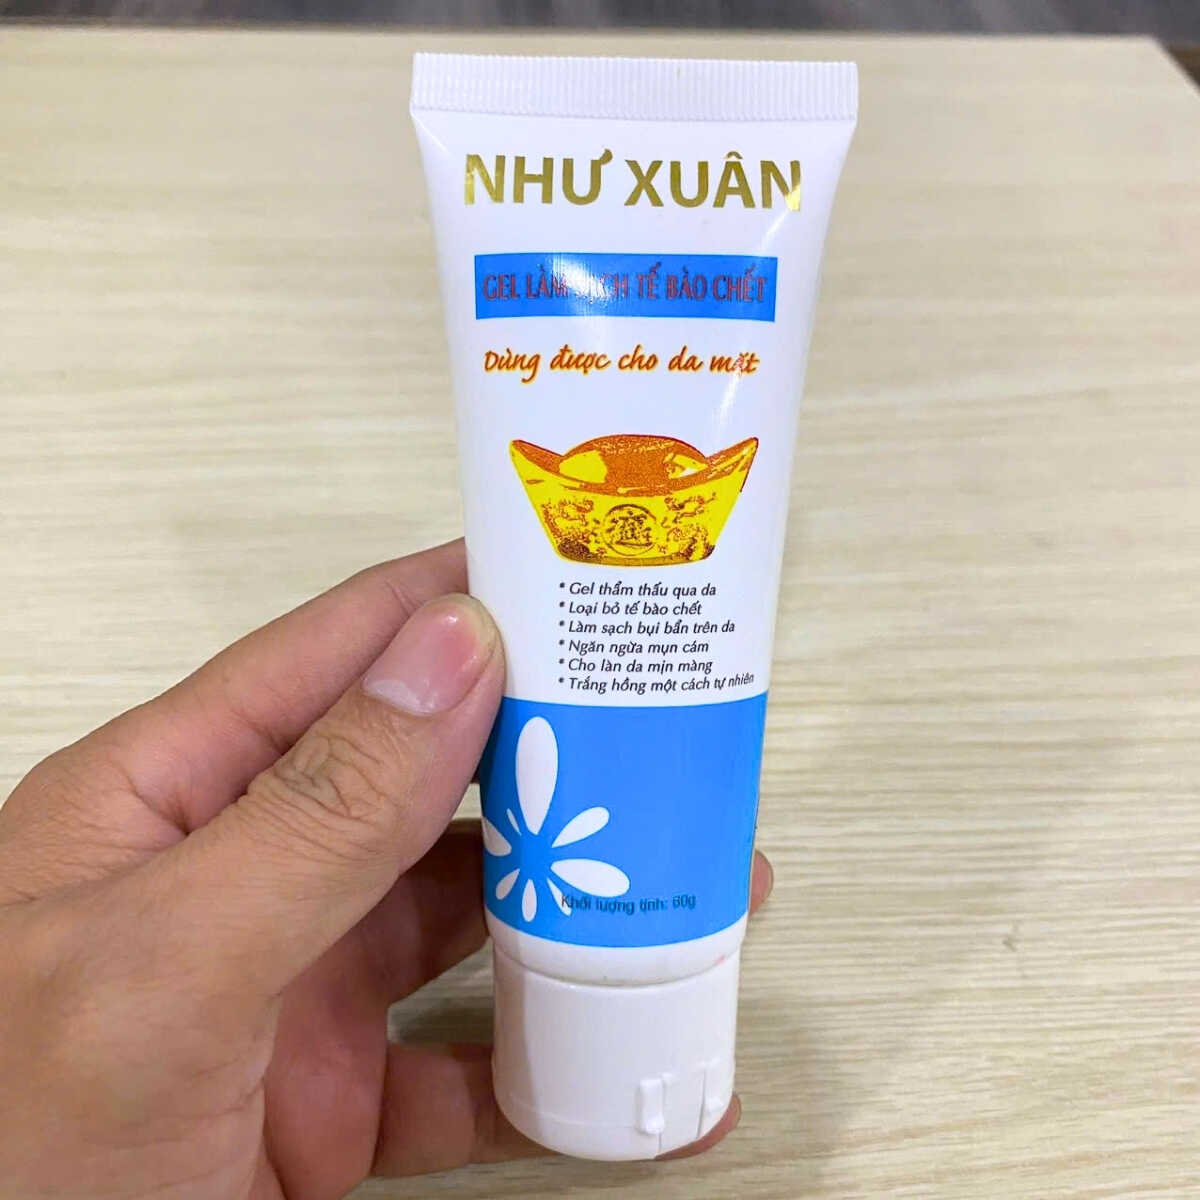 NHƯ XUÂN
GEL LÀM SẠCH TẾ BÀO CHẾT
Dùng được cho da mặt
* Gel thẩm thấu qua da
* Loại bỏ tế bào chết
* Làm sạch bụi bẩn trên da
* Ngăn ngừa mụn cám
* Cho làn da mịn màng
* Trắng hồng một cách tự nhiên
Khối lượng tịnh: 60g